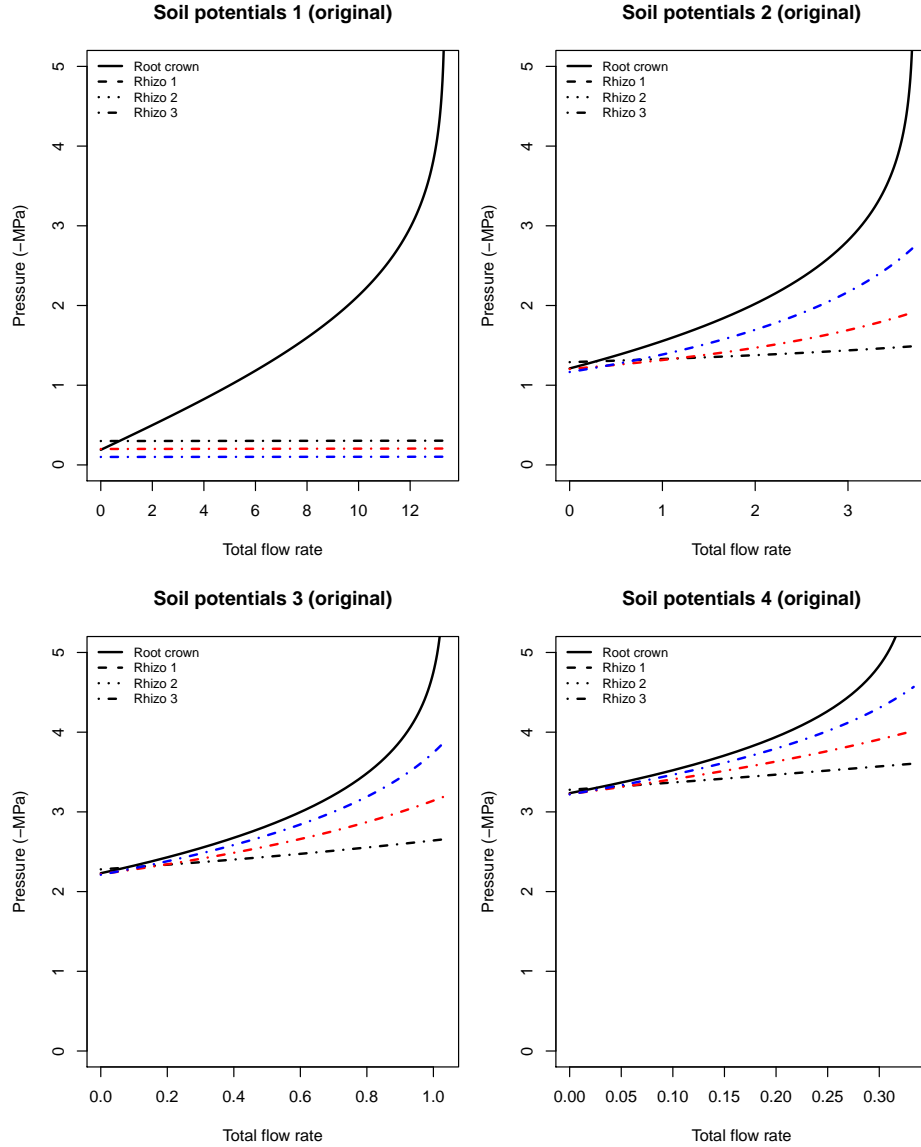 Soil potentials 1 (original)
Root crown
Rhizo 1
Rhizo 2
Rhizo 3
Pressure (−MPa)
5
4
3
2
1
0
0 2 4 6 8 10 12
Total flow rate
Soil potentials 2 (original)
Root crown
Rhizo 1
Rhizo 2
Rhizo 3
Pressure (−MPa)
5
4
3
2
1
0
0 1 2 3
Total flow rate
Soil potentials 3 (original)
Root crown
Rhizo 1
Rhizo 2
Rhizo 3
Pressure (−MPa)
5
4
3
2
1
0
0.0 0.2 0.4 0.6 0.8 1.0
Total flow rate
Soil potentials 4 (original)
Root crown
Rhizo 1
Rhizo 2
Rhizo 3
Pressure (−MPa)
5
4
3
2
1
0
0.00 0.05 0.10 0.15 0.20 0.25 0.30
Total flow rate